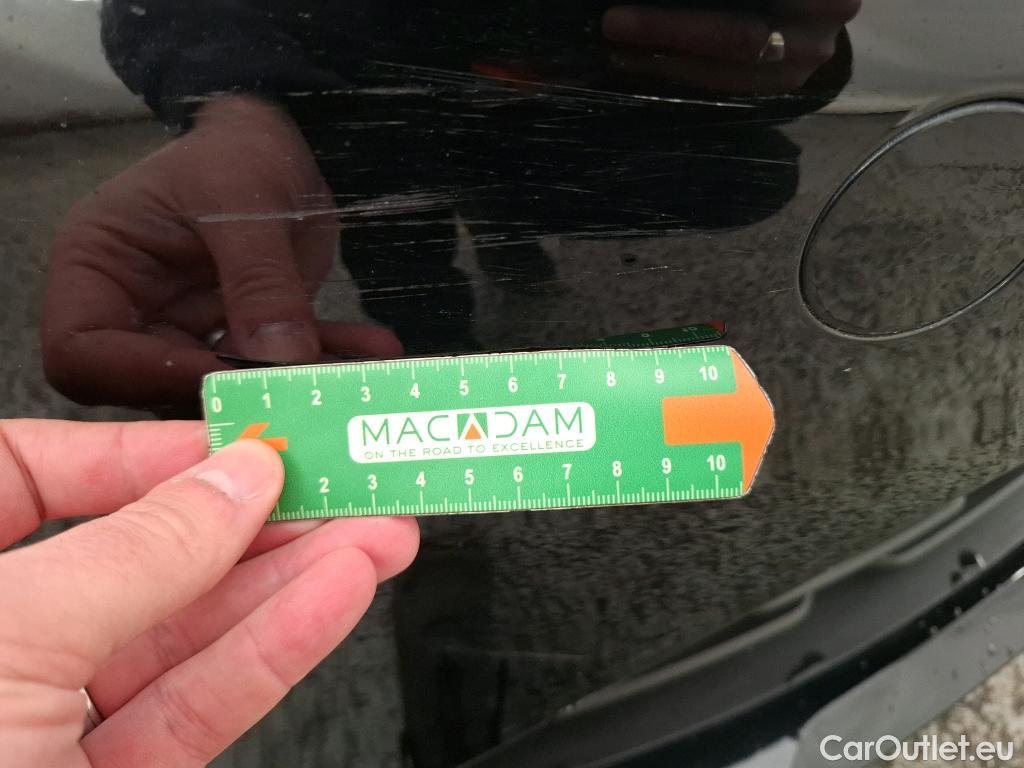 0 1 2 3 4 5 6 7 8 9 10
MACADAM
ON THE ROAD TO EXCELLENCE
2 3 4 5 6 7 8 9 10
CarOutlet.eu